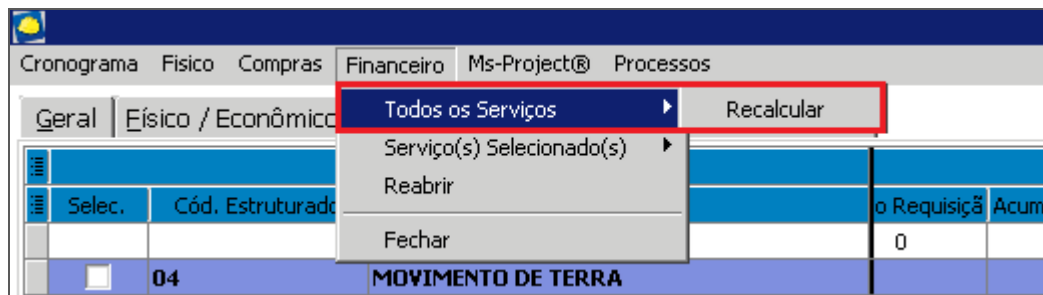 Cronograma Fisico Compras Financeiro Ms-Project® Processos
Geral Físico / Econômico
Todos os Serviços Recalcular
Serviço(s) Selecionado(s)
Reabrir
Fechar
Selec. Cód. Estruturado o Requisiçã Acum
0
04 MOVIMENTO DE TERRA